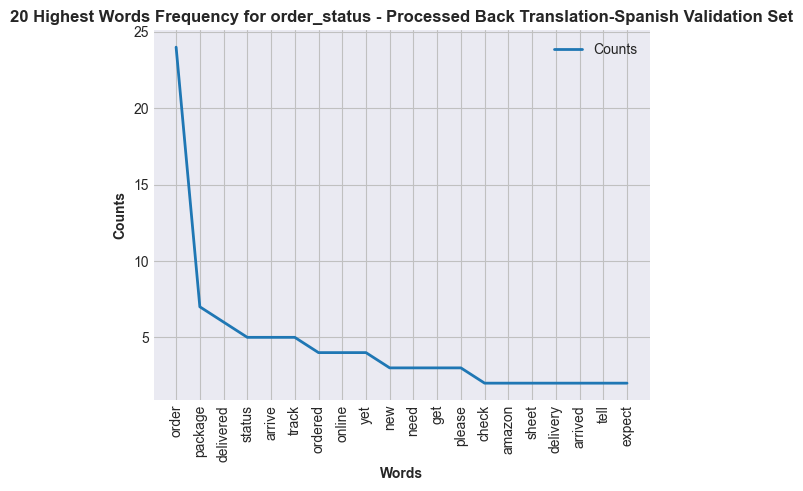 20 Highest Words Frequency for order_status - Processed Back Translation-Spanish Validation Set
Counts
25
20
15
10
5
Counts
order
package
delivered
status
arrive
track
ordered
online
yet
new
need
get
please
check
amazon
sheet
delivery
arrived
tell
expect
Words